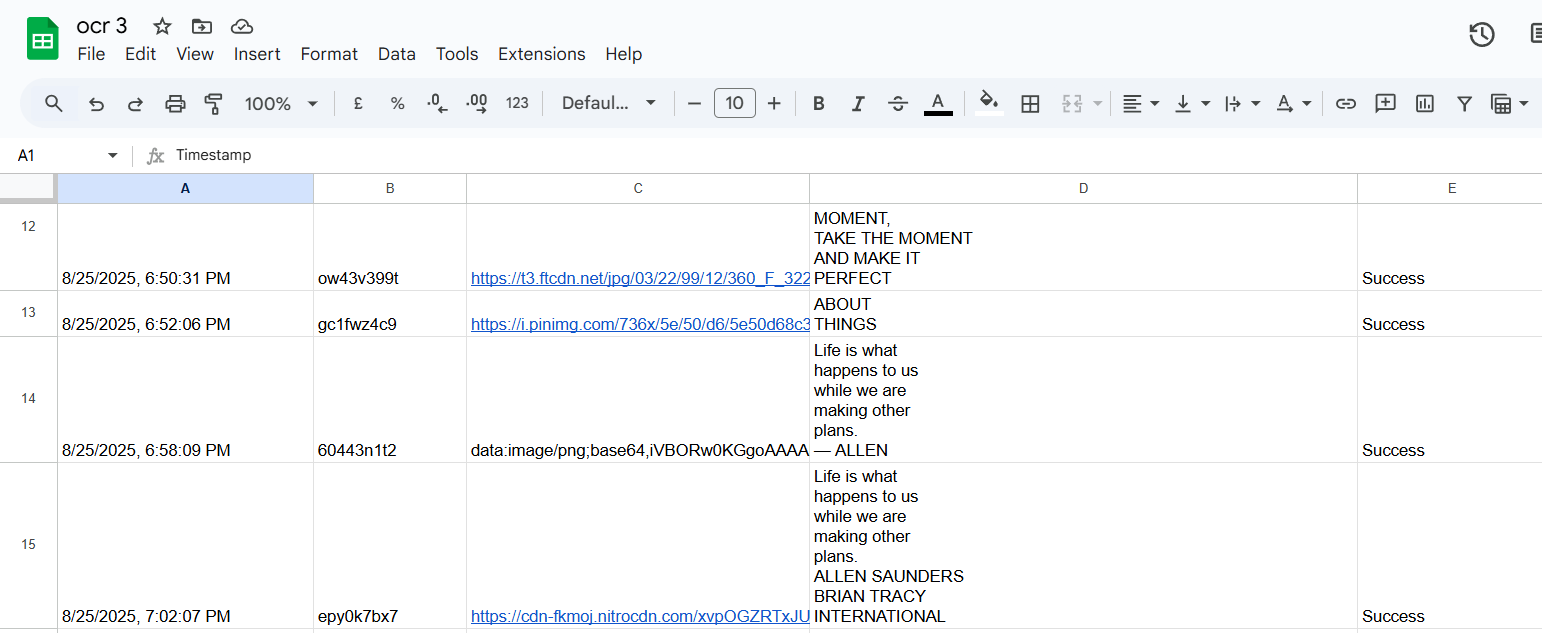 ocr 3
File Edit View Insert Format Data Tools Extensions Help
100% £ % .0 .00 123 Defaul... 10 B I S A A
A1 fx Timestamp
A B C D E
12 8/25/2025, 6:50:31 PM ow43v399t https://t3.ftcdn.net/jpg/03/22/99/12/360_F_322 MOMENT,
TAKE THE MOMENT
AND MAKE IT
PERFECT Success
13 8/25/2025, 6:52:06 PM gc1fwz4c9 https://i.pinimg.com/736x/5e/50/d6/5e50d68c3 ABOUT
THINGS Success
14 8/25/2025, 6:58:09 PM 60443n1t2 data:image/png;base64,iVBORw0KGgoAAAA Life is what
happens to us
while we are
making other
plans.
— ALLEN Success
15 8/25/2025, 7:02:07 PM epy0k7bx7 https://cdn-fkmoj.nitrocdn.com/xvpOGZRTxJU Life is what
happens to us
while we are
making other
plans.
ALLEN SAUNDERS
BRIAN TRACY
INTERNATIONAL Success